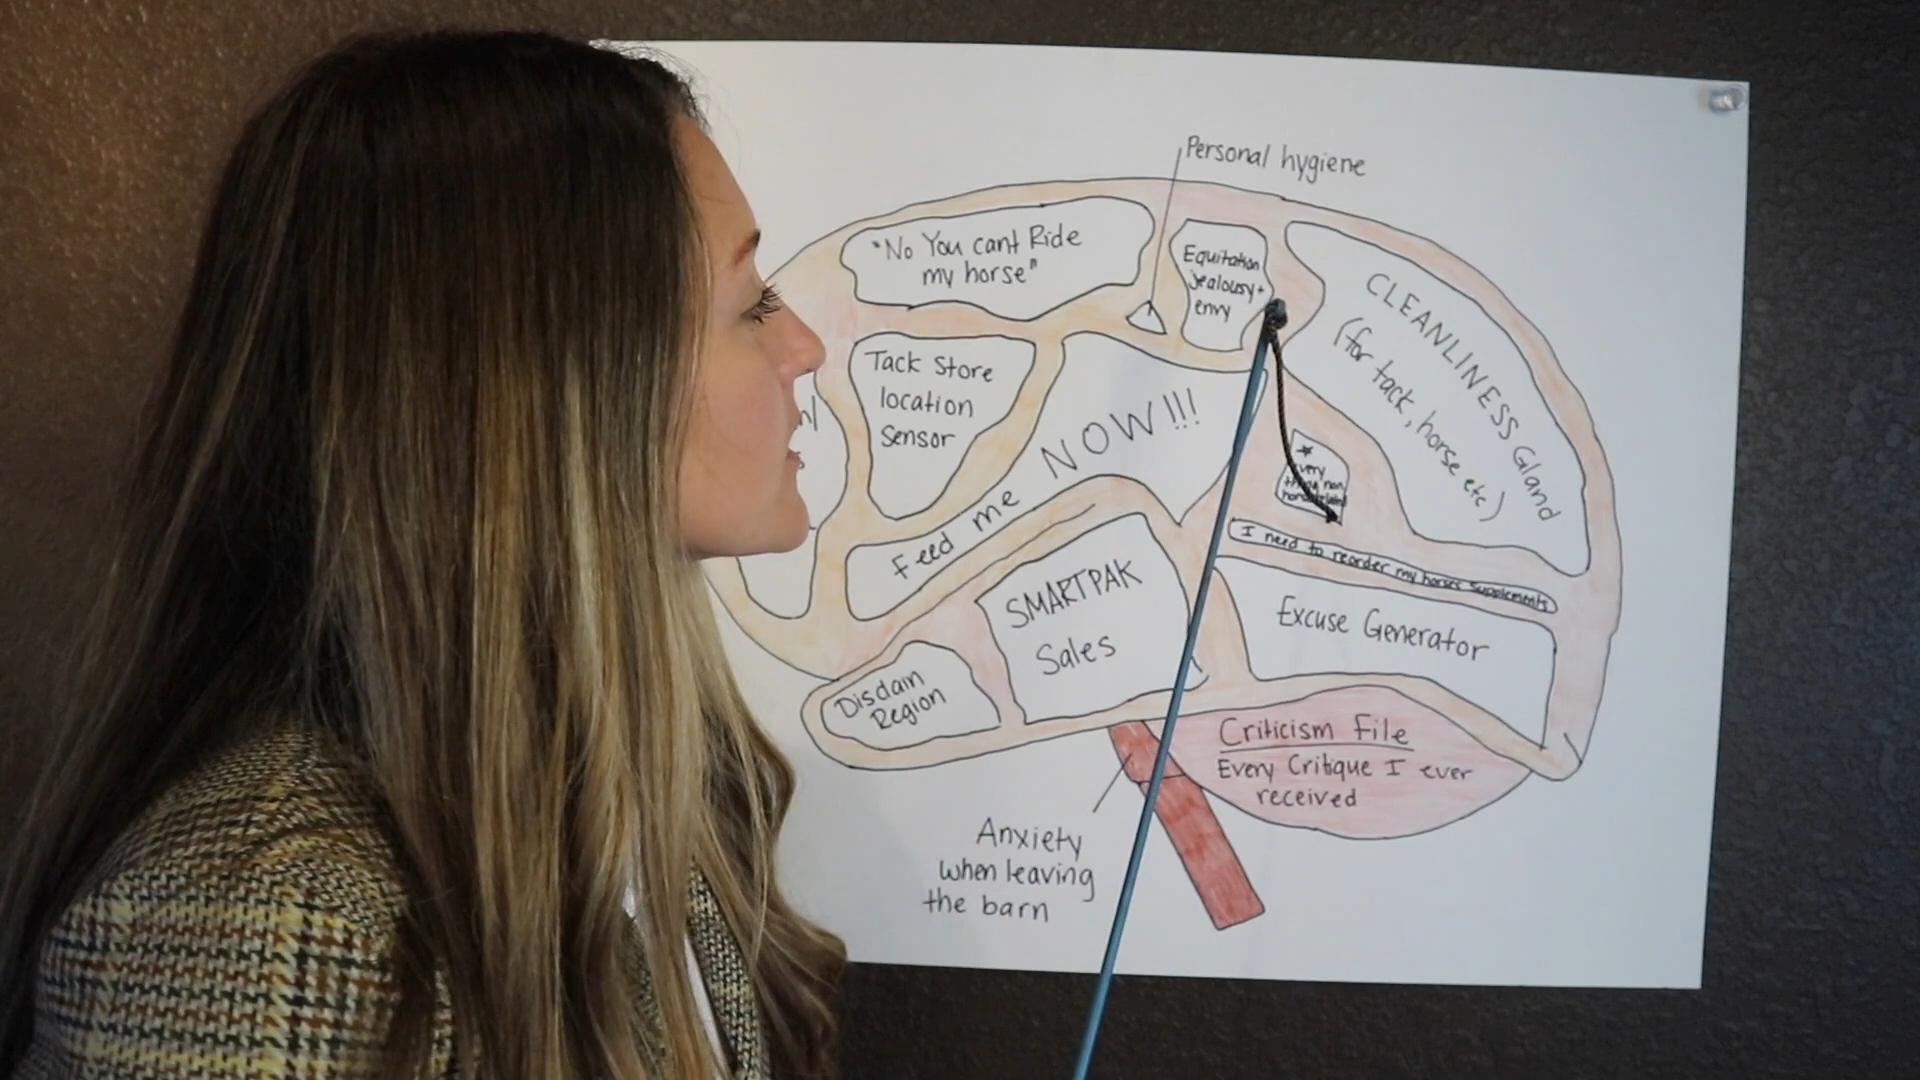 Personal hygiene
"No You cant Ride
my horse"
Equitation
jealousy +
envy
CLEANLINESS Gland
(for tack, horse etc)
Tack Store
location
Sensor
Feed me NOW!!!
I need to reorder my horses supplements
SMARTPAK
Sales
Excuse Generator
Disdain
Region
Criticism File
Every Critique I ever
received
Anxiety
when leaving
the barn